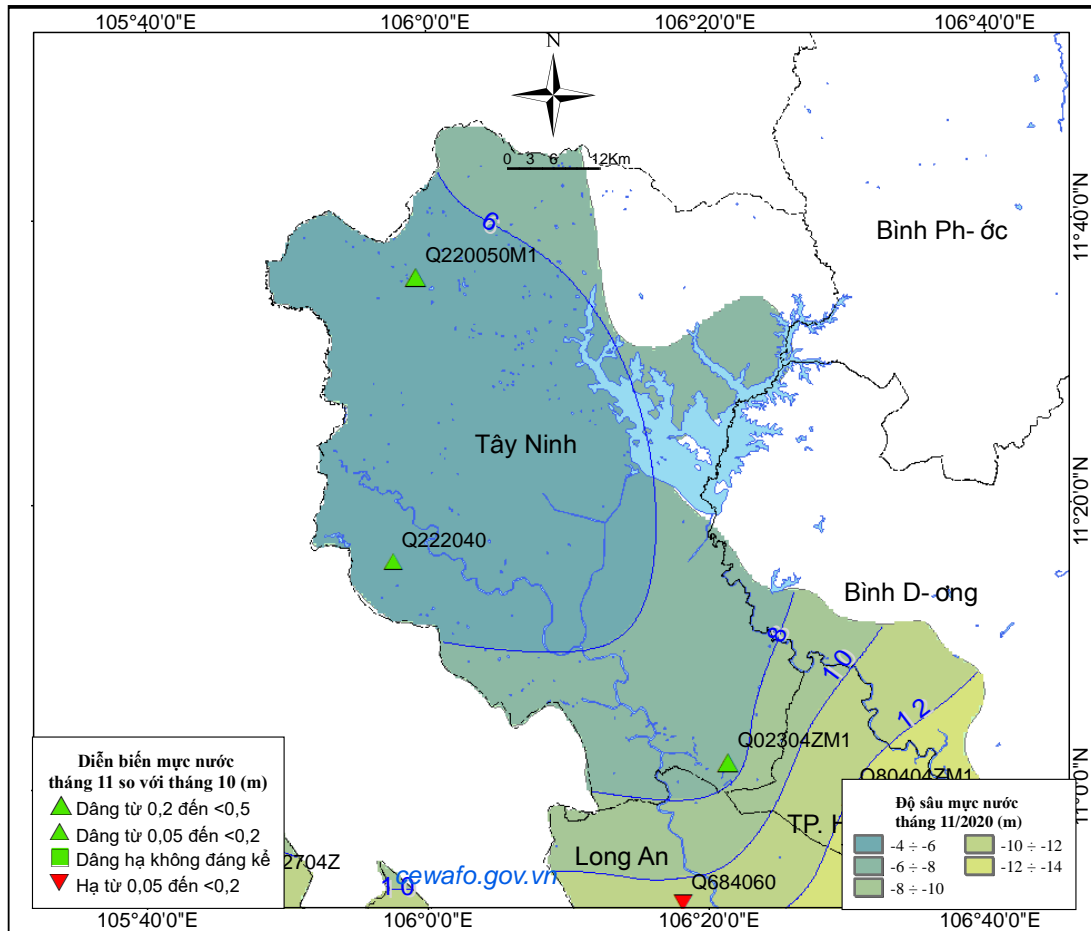 105°40'0"E
106°0'0"E
106°20'0"E
106°40'0"E
N
0 3 6 12Km
6
11°40'0"N
Bình Ph- ớc
Q220050M1
Tây Ninh
11°20'0"N
Q222040
Bình D- ơng
8
10
12
Q02304ZM1
Q80404ZM1
11°0'0"N
Diễn biến mực nước
tháng 11 so với tháng 10 (m)
Dâng từ 0,2 đến <0,5
Dâng từ 0,05 đến <0,2
Dâng hạ không đáng kể
Hạ từ 0,05 đến <0,2
2704Z
10
cewafo.gov.vn
Long An
Q684060
TP. H
Độ sâu mực nước
tháng 11/2020 (m)
-4 ÷ -6
-6 ÷ -8
-8 ÷ -10
-10 ÷ -12
-12 ÷ -14
105°40'0"E
106°0'0"E
106°20'0"E
106°40'0"E